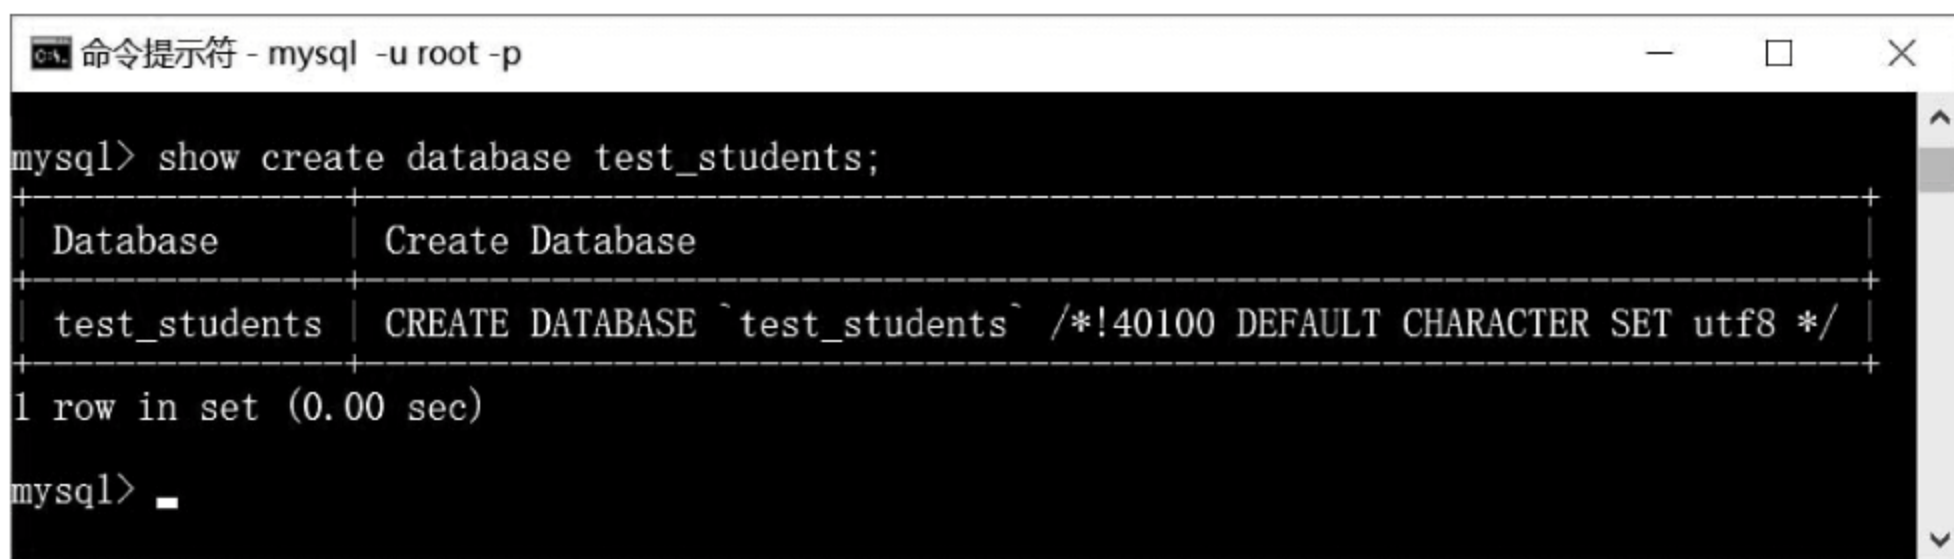 命令提示符 - mysql  -u root -p
mysql> show create database test_students;
+---------------+-------------------------------------------------------------------------+
| Database      | Create Database                                                         |
+---------------+-------------------------------------------------------------------------+
| test_students | CREATE DATABASE `test_students` /*!40100 DEFAULT CHARACTER SET utf8 */ |
+---------------+-------------------------------------------------------------------------+
1 row in set (0.00 sec)
mysql>